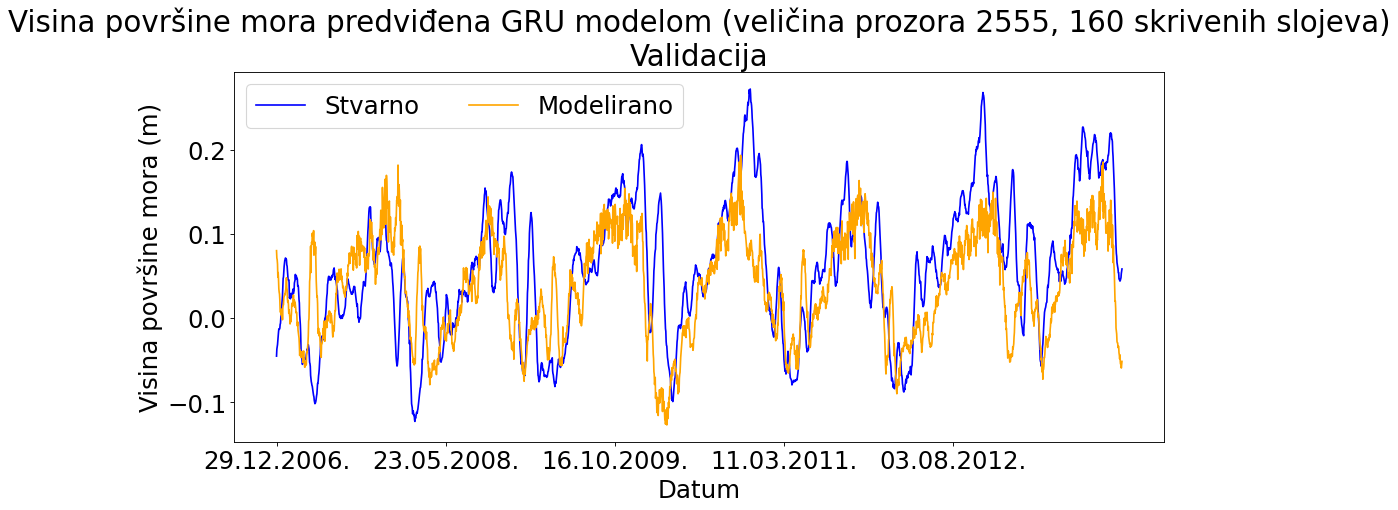 Visina površine mora predviđena GRU modelom (veličina prozora 2555, 160 skrivenih slojeva)
Validacija
Stvarno
Modelirano
Visina površine mora (m)
0.2
0.1
0.0
−0.1
29.12.2006.
23.05.2008.
16.10.2009.
11.03.2011.
03.08.2012.
Datum